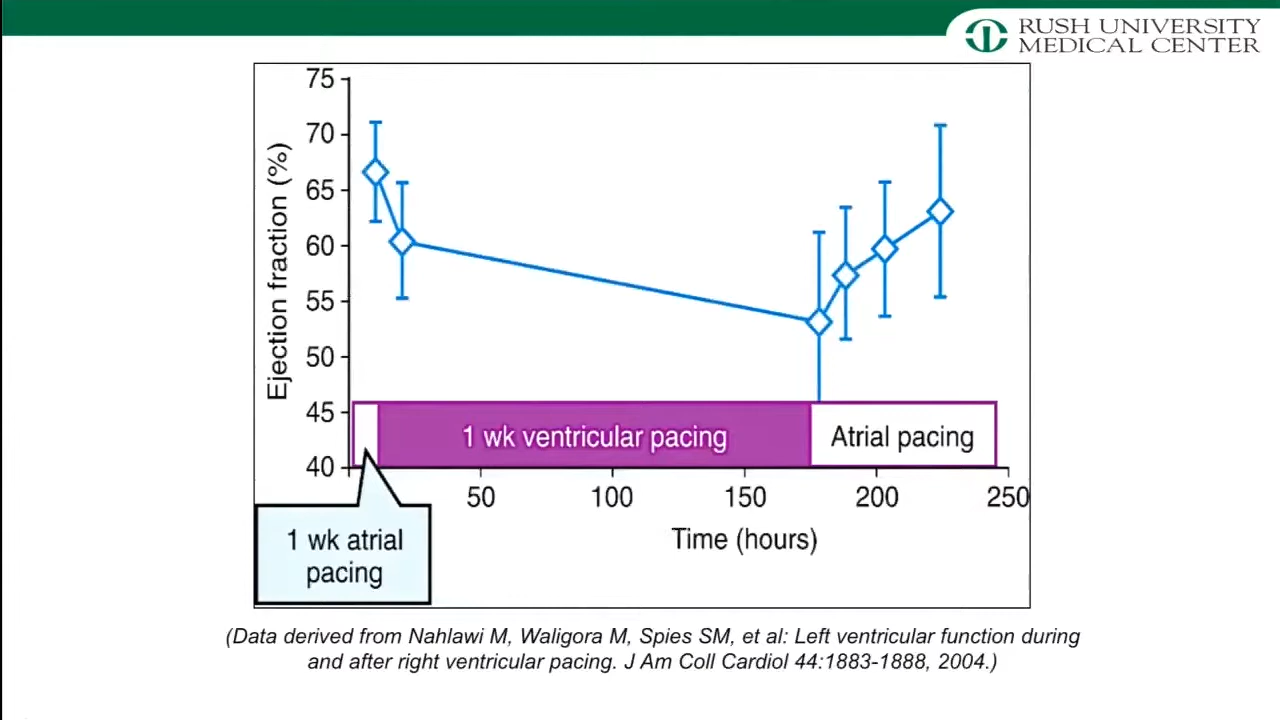 RUSH UNIVERSITY
MEDICAL CENTER
75
70
65
60
55
50
45
40
Ejection fraction (%)
1 wk ventricular pacing
Atrial pacing
50
100
150
200
250
Time (hours)
1 wk atrial
pacing
(Data derived from Nahlawi M, Waligora M, Spies SM, et al: Left ventricular function during
and after right ventricular pacing. J Am Coll Cardiol 44:1883-1888, 2004.)